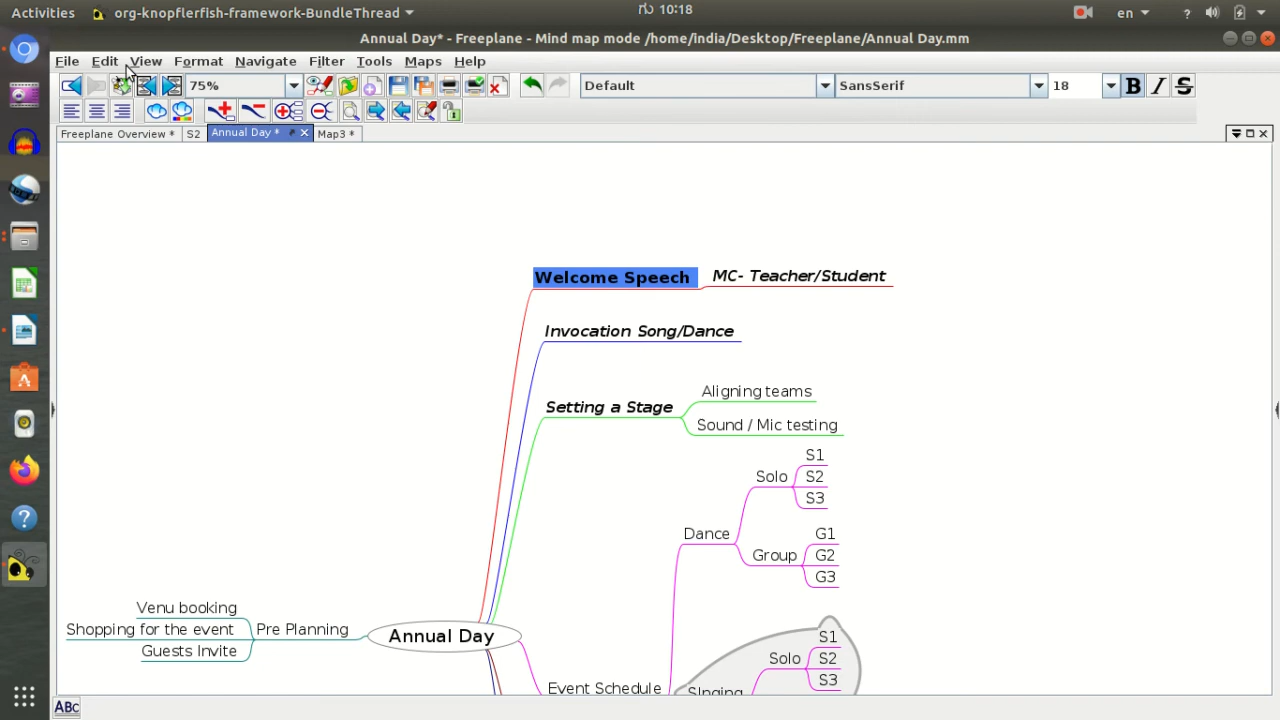 Activities org-knopflerfish-framework-BundleThread 10:18 en ?
Annual Day* - Freeplane - Mind map mode /home/india/Desktop/Freeplane/Annual Day.mm
File Edit View Format Navigate Filter Tools Maps Help
75% Default SansSerif 18 B I S
Freeplane Overview * S2 Annual Day * Map3 *
Welcome Speech MC- Teacher/Student
Invocation Song/Dance
Setting a Stage
Aligning teams
Sound / Mic testing
Dance
Solo
S1
S2
S3
Group
G1
G2
G3
Venu booking
Shopping for the event
Guests Invite
Pre Planning
Annual Day
Event Schedule
SInging
Solo
S1
S2
S3
ABC